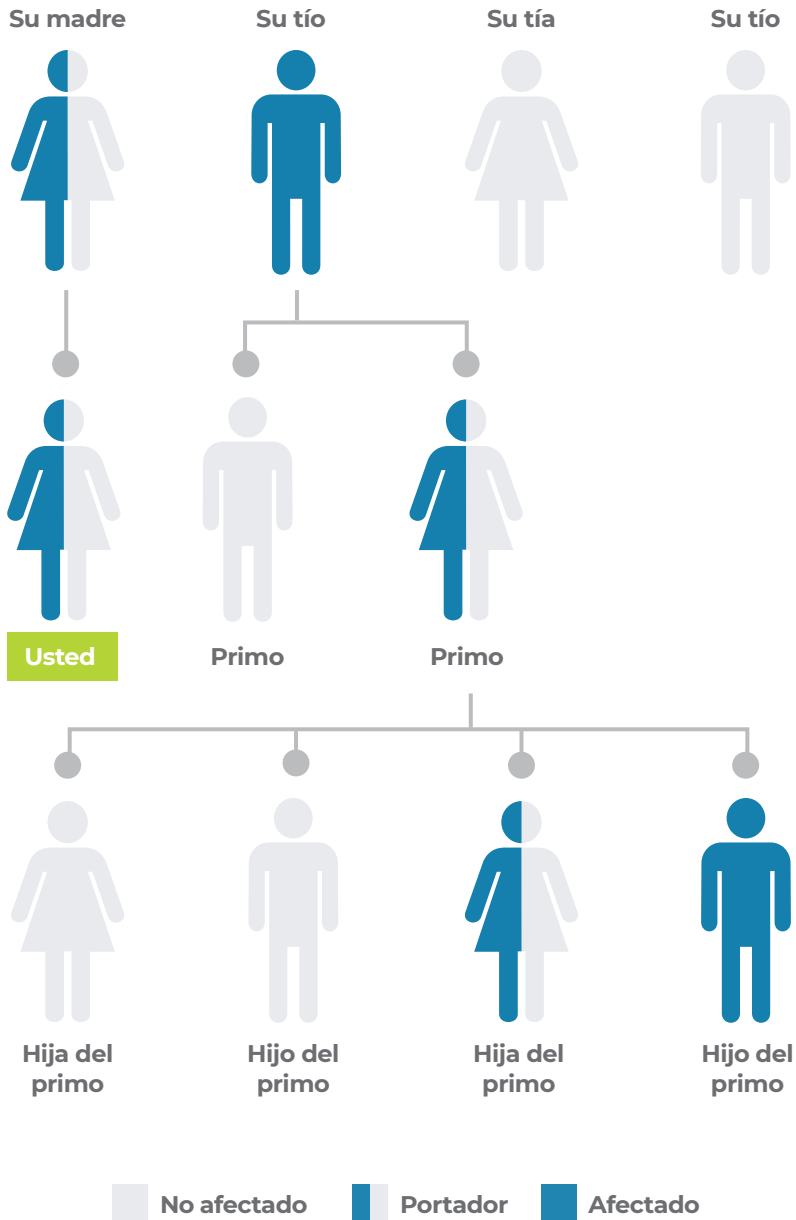 Su madre
Su tío
Su tía
Su tío
Usted
Primo
Primo
Hija del
primo
Hijo del
primo
Hija del
primo
Hijo del
primo
No afectado
Portador
Afectado